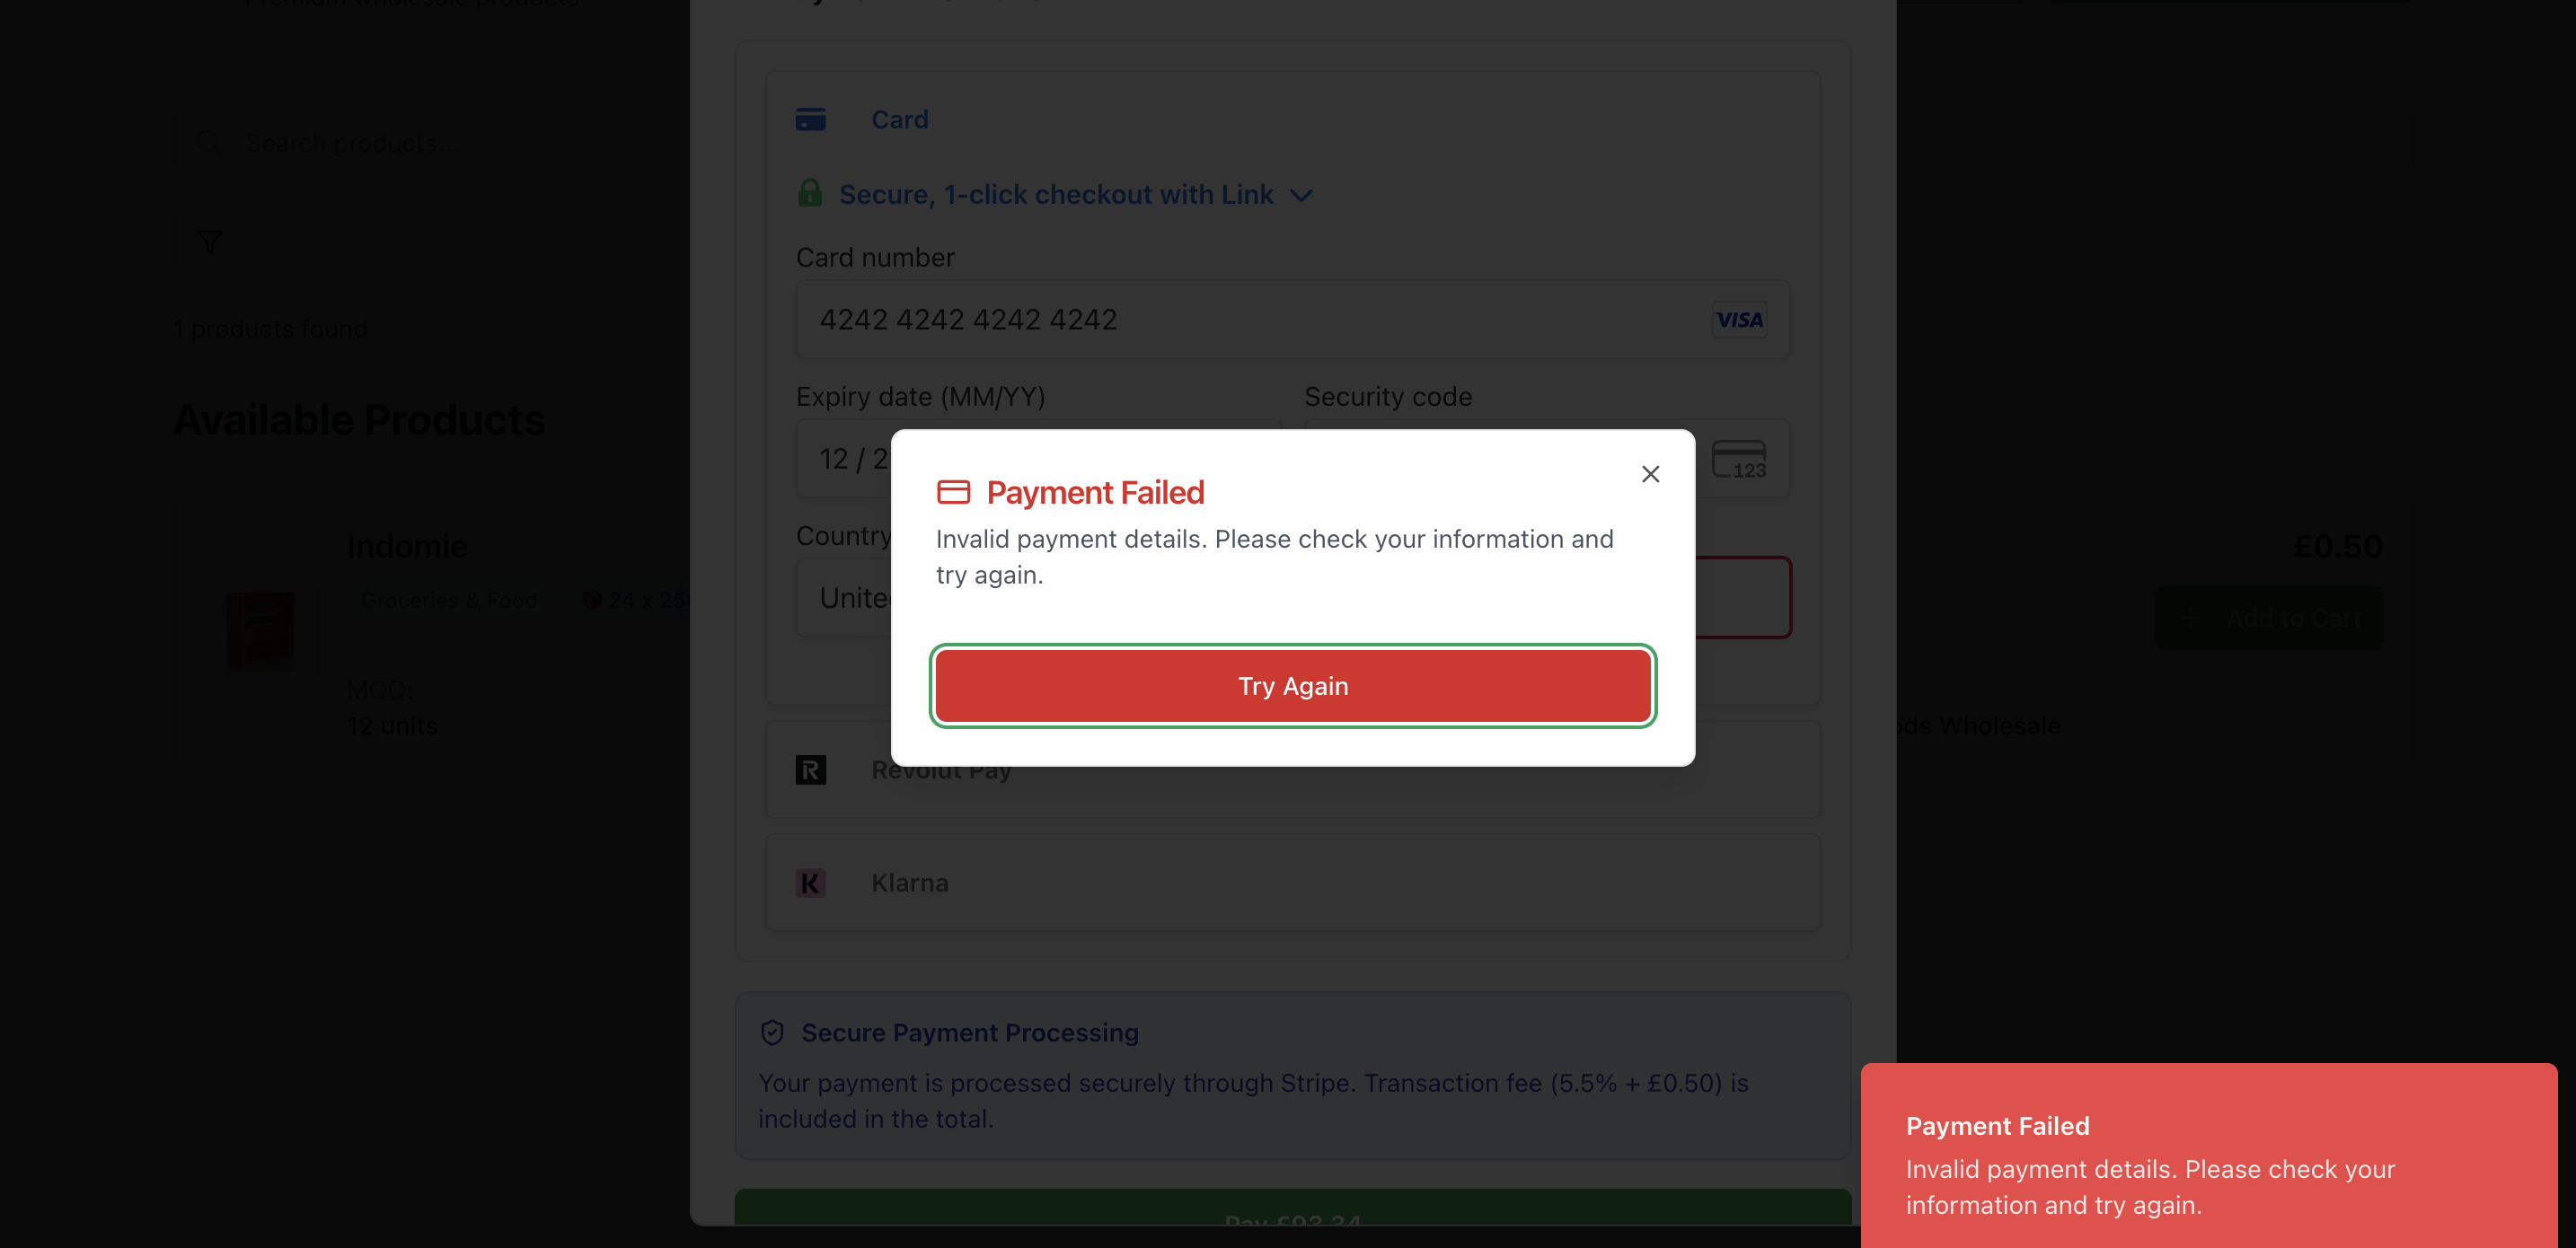 Premium wholesale products
Search products...
1 products found
Available Products
Indomie
Groceries & Food
24 x 25
MOQ:
12 units
£0.50
+ Add to Cart
ds Wholesale
Card
Secure, 1-click checkout with Link
Card number
4242 4242 4242 4242
VISA
Expiry date (MM/YY)
Security code
12 / 2
123
Country
Unite
Payment Failed
Invalid payment details. Please check your information and
try again.
Try Again
Revolut Pay
K
Klarna
Secure Payment Processing
Your payment is processed securely through Stripe. Transaction fee (5.5% + £0.50) is
included in the total.
Pay £93.34
Payment Failed
Invalid payment details. Please check your
information and try again.